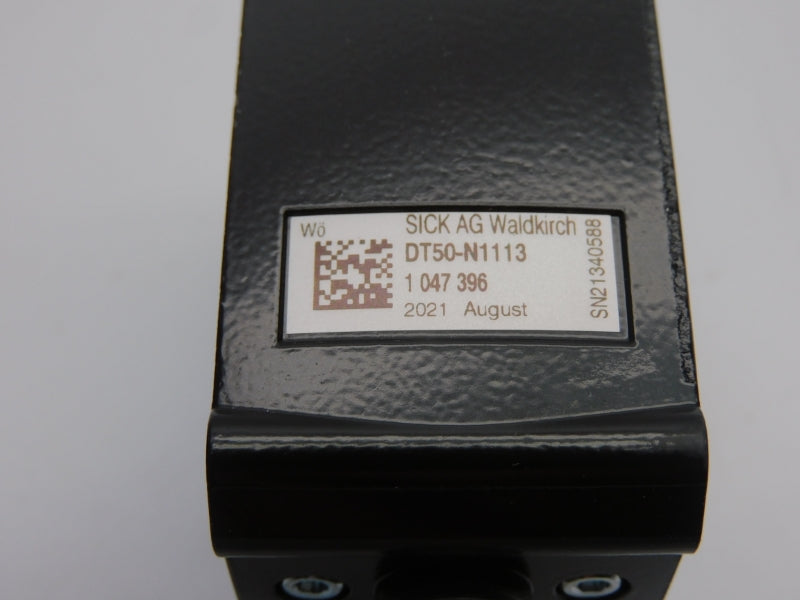 Wö
SICK AG Waldkirch
DT50-N1113
1 047 396
2021 August
SN21340588